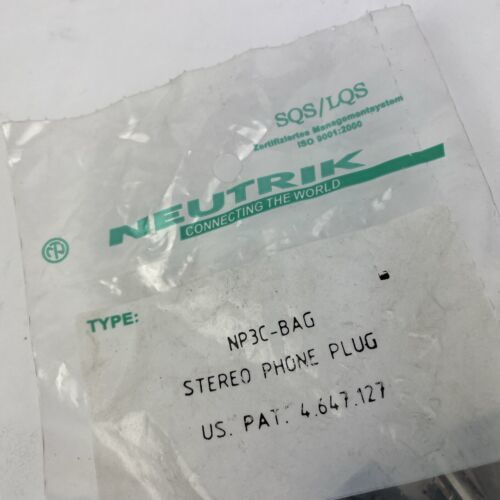 SQS/LQS
Zertifiziertes Managementsystem
ISO 9001:2000
NEUTRIK
CONNECTING THE WORLD
TYPE:
NP3C-BAG
STEREO PHONE PLUG
US. PAT. 4.647.127